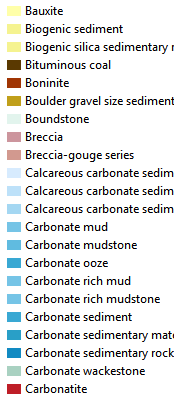 Bauxite
Biogenic sediment
Biogenic silica sedimentary
Bituminous coal
Boninite
Boulder gravel size sediment
Boundstone
Breccia
Breccia-gouge series
Calcareous carbonate sedim
Calcareous carbonate sedim
Calcareous carbonate sedim
Carbonate mud
Carbonate mudstone
Carbonate ooze
Carbonate rich mud
Carbonate rich mudstone
Carbonate sediment
Carbonate sedimentary mate
Carbonate sedimentary rock
Carbonate wackestone
Carbonatite